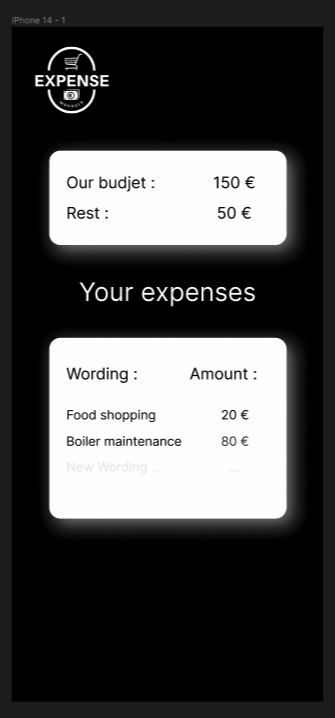 iPhone 14 - 1
EXPENSE
MANAGER
Our budjet : 150 €
Rest : 50 €
Your expenses
Wording : Amount :
Food shopping 20 €
Boiler maintenance 80 €
New Wording ... ...